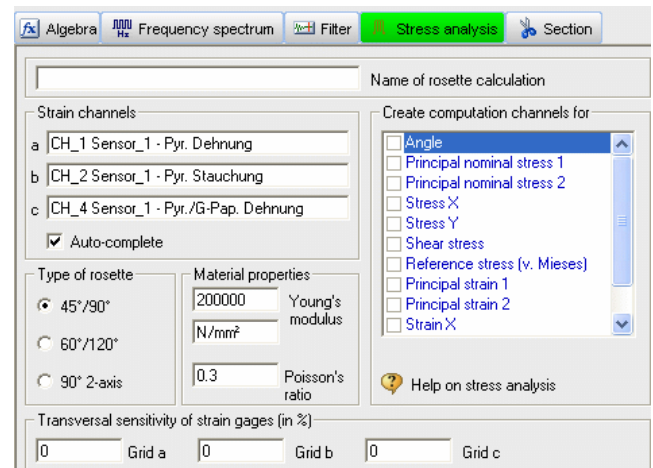 Algebra Frequency spectrum Filter Stress analysis Section
Name of rosette calculation
Strain channels
a CH_1 Sensor_1 - Pyr. Dehnung
b CH_2 Sensor_1 - Pyr. Stauchung
c CH_4 Sensor_1 - Pyr./G-Pap. Dehnung
Auto-complete
Create computation channels for
Angle
Principal nominal stress 1
Principal nominal stress 2
Stress X
Stress Y
Shear stress
Reference stress (v. Mieses)
Principal strain 1
Principal strain 2
Strain X
Type of rosette
45°/90°
60°/120°
90° 2-axis
Material properties
200000 Young's
modulus
N/mm²
0.3 Poisson's
ratio
Help on stress analysis
Transversal sensitivity of strain gages (in %)
0 Grid a 0 Grid b 0 Grid c